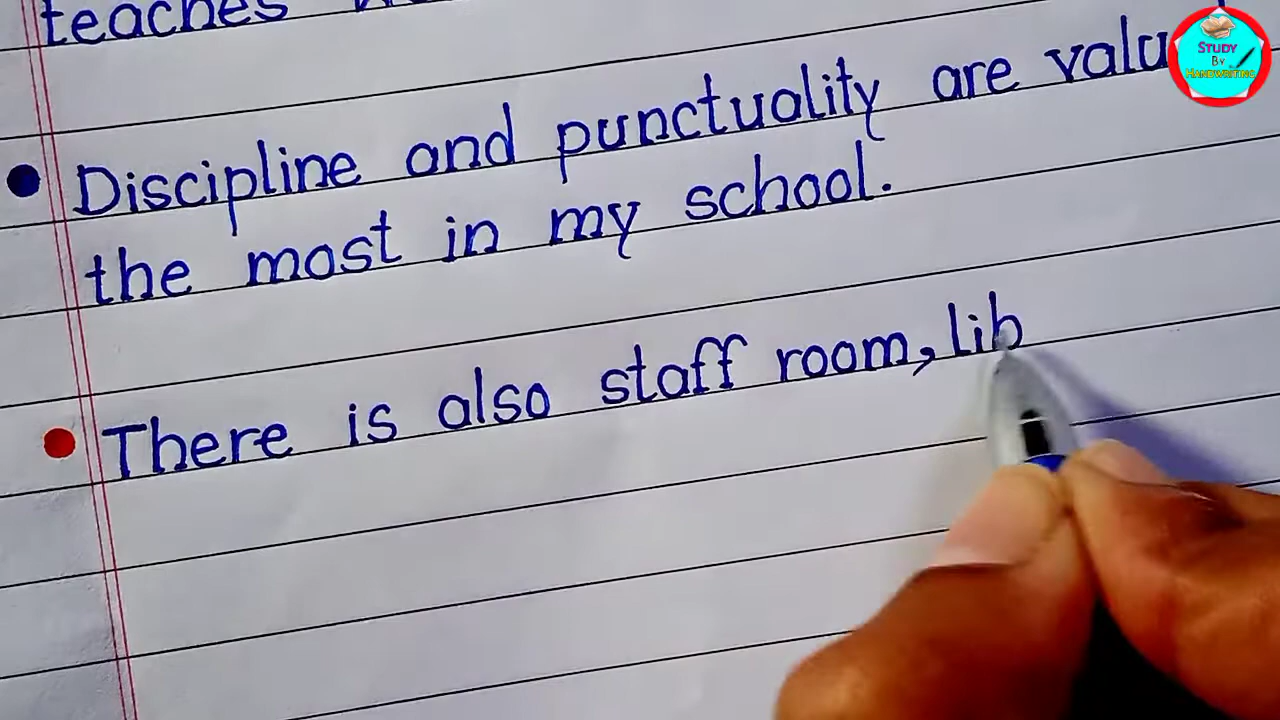 teaches
Discipline and punctuality are valu
the most in my school.
There is also staff room, lib
STUDY
By
HANDWRITING